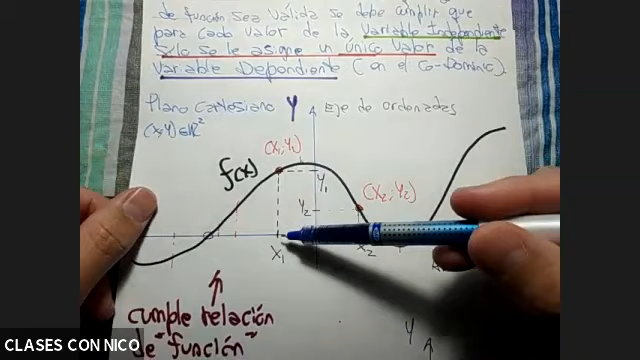 de función sea válida se debe cumplir que
para cada valor de la Variable Independiente
sólo se le asigne un único valor de la
Variable Dependiente (en el Co-Dominio).
Plano Cartesiano Y Eje de ordenadas
(x;y) ∈ ℝ²
(X₁; Y₁)
f(x)
Y₁
(X₂; Y₂)
Y₂
X₁
X₂
cumple relación
de "función"
Y
CLASES CON NICO